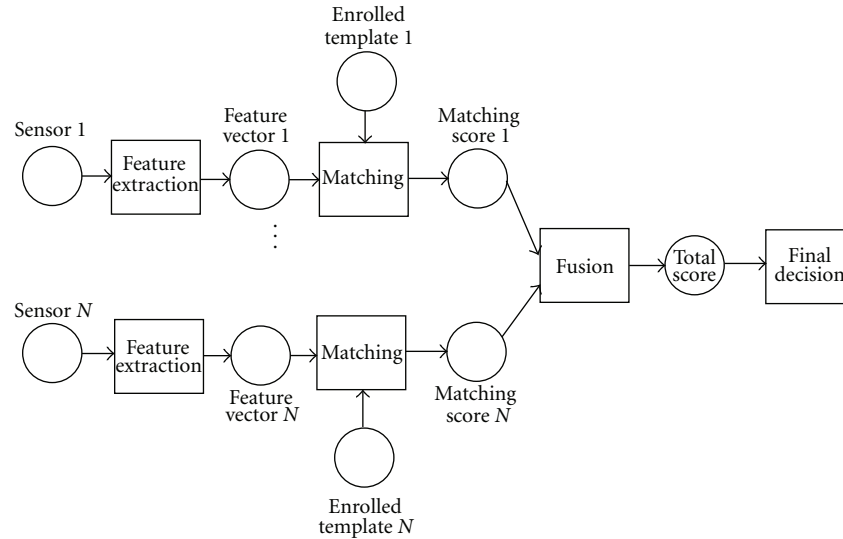 Enrolled
template 1
Sensor 1
Feature
extraction
Feature
vector 1
Matching
Matching
score 1
⋮
Fusion
Total
score
Final
decision
Sensor N
Feature
extraction
Feature
vector N
Matching
Matching
score N
Enrolled
template N